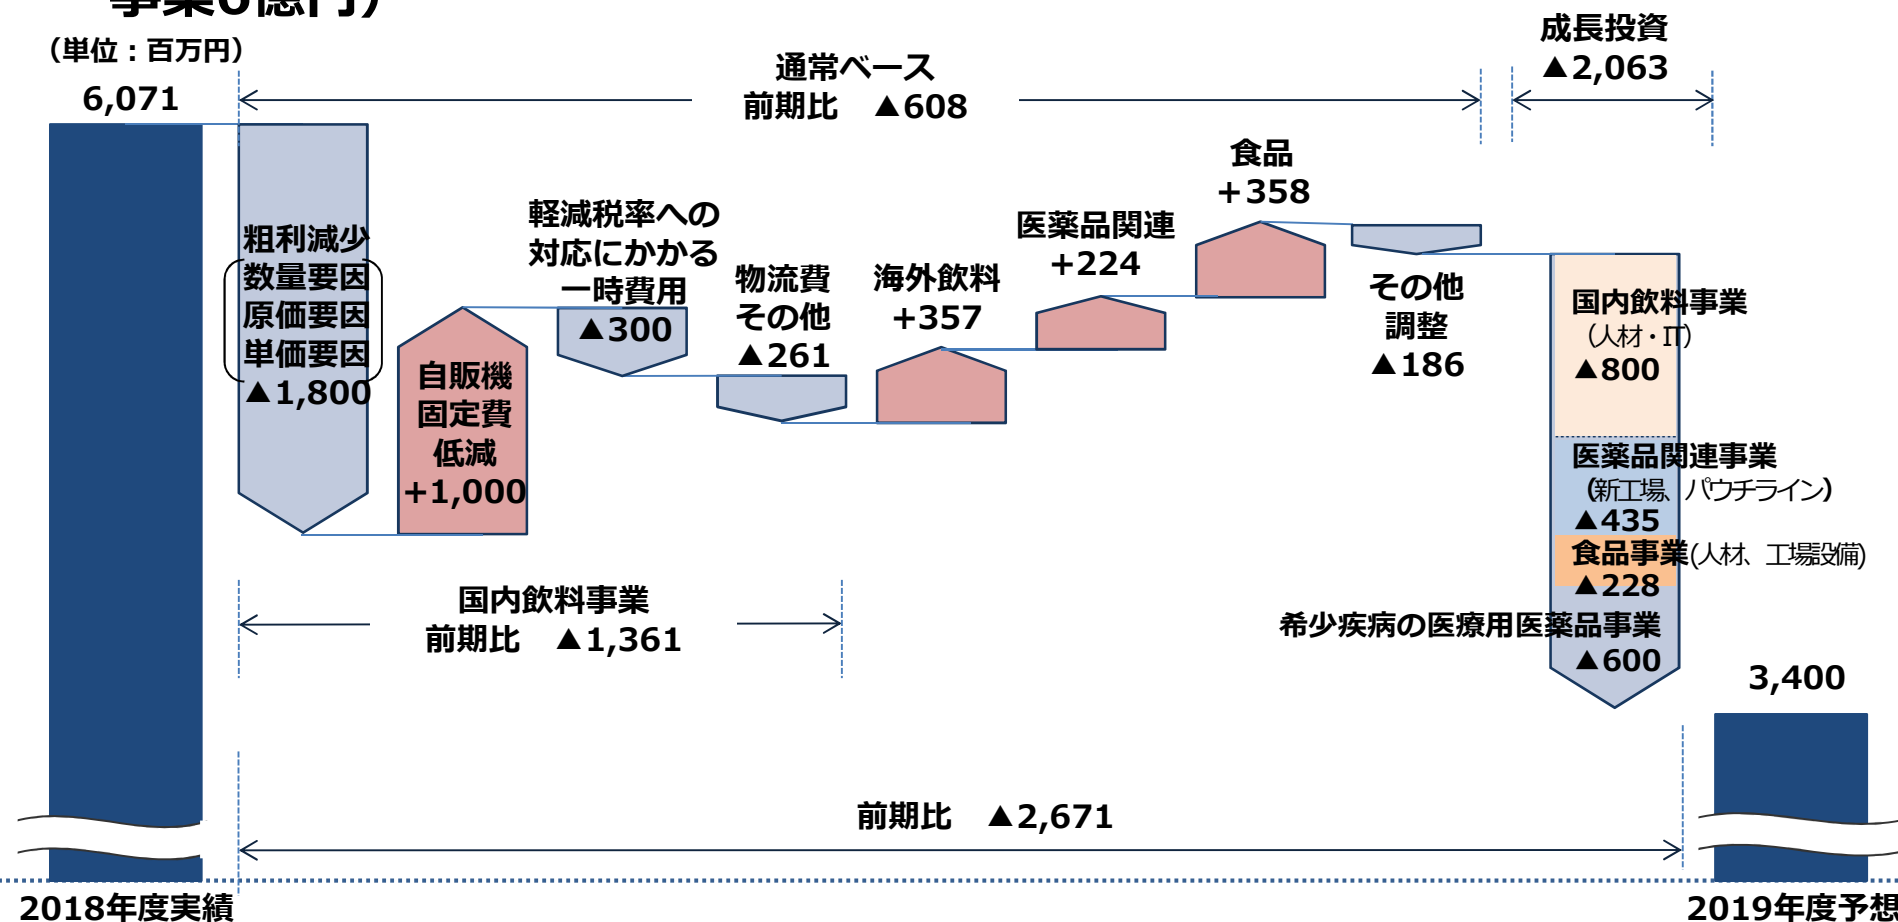 事業6億円）
（単位：百万円）
6,071
通常ベース
前期比　▲608
成長投資
▲2,063
粗利減少
数量要因
原価要因
単価要因
▲1,800
自販機
固定費
低減
+1,000
軽減税率への
対応にかかる
一時費用
▲300
物流費
その他
▲261
海外飲料
+357
医薬品関連
+224
食品
+358
その他
調整
▲186
国内飲料事業
（人材・IT）
▲800
医薬品関連事業
（新工場、パウチライン）
▲435
食品事業(人材、工場設備)
▲228
希少疾病の医療用医薬品事業
▲600
国内飲料事業
前期比　▲1,361
3,400
前期比　▲2,671
2018年度実績
2019年度予想